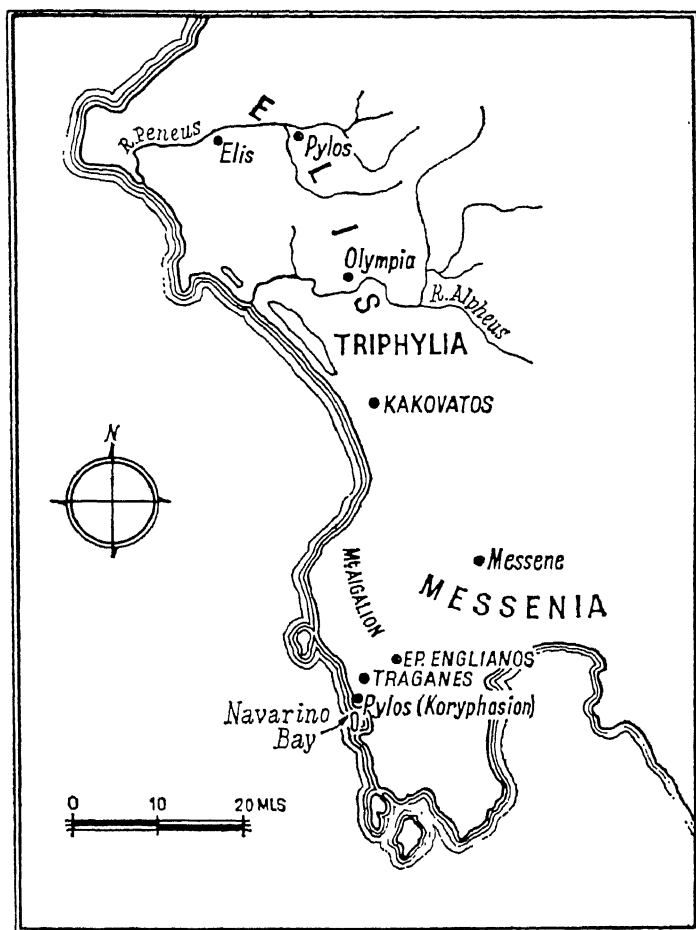 ELIS
R. Peneus
Elis
Pylos
Olympia
R. Alpheus
TRIPHYLIA
KAKOVATOS
N
Messene
MESSENIA
Mt AIGALION
EP. ENGLIANOS
TRAGANES
Pylos (Koryphasion)
Navarino
Bay
0 10 20 MLS